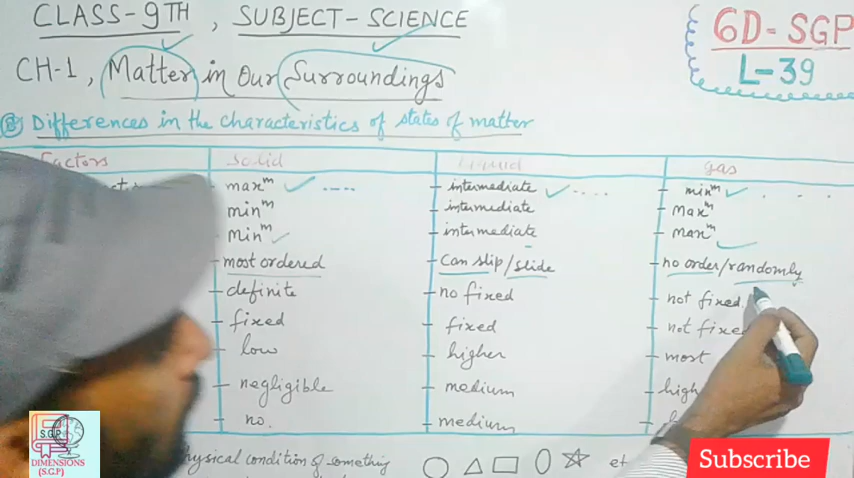 CLASS-9TH, SUBJECT-SCIENCE
6D-SGP
CH-1, Matter in Our Surroundings
L-39
Differences in the characteristics of states of matter
Factors solid liquid gas
maxᵐ intermediate minᵐ
minᵐ intermediate maxᵐ
minᵐ intermediate maxᵐ
most ordered can slip/slide no order/randomly
definite no fixed not fixed
fixed fixed not fixed
low higher most
negligible medium high
no. medium
physical condition of something
Subscribe
S.G.P
DIMENSIONS
(S.G.P)